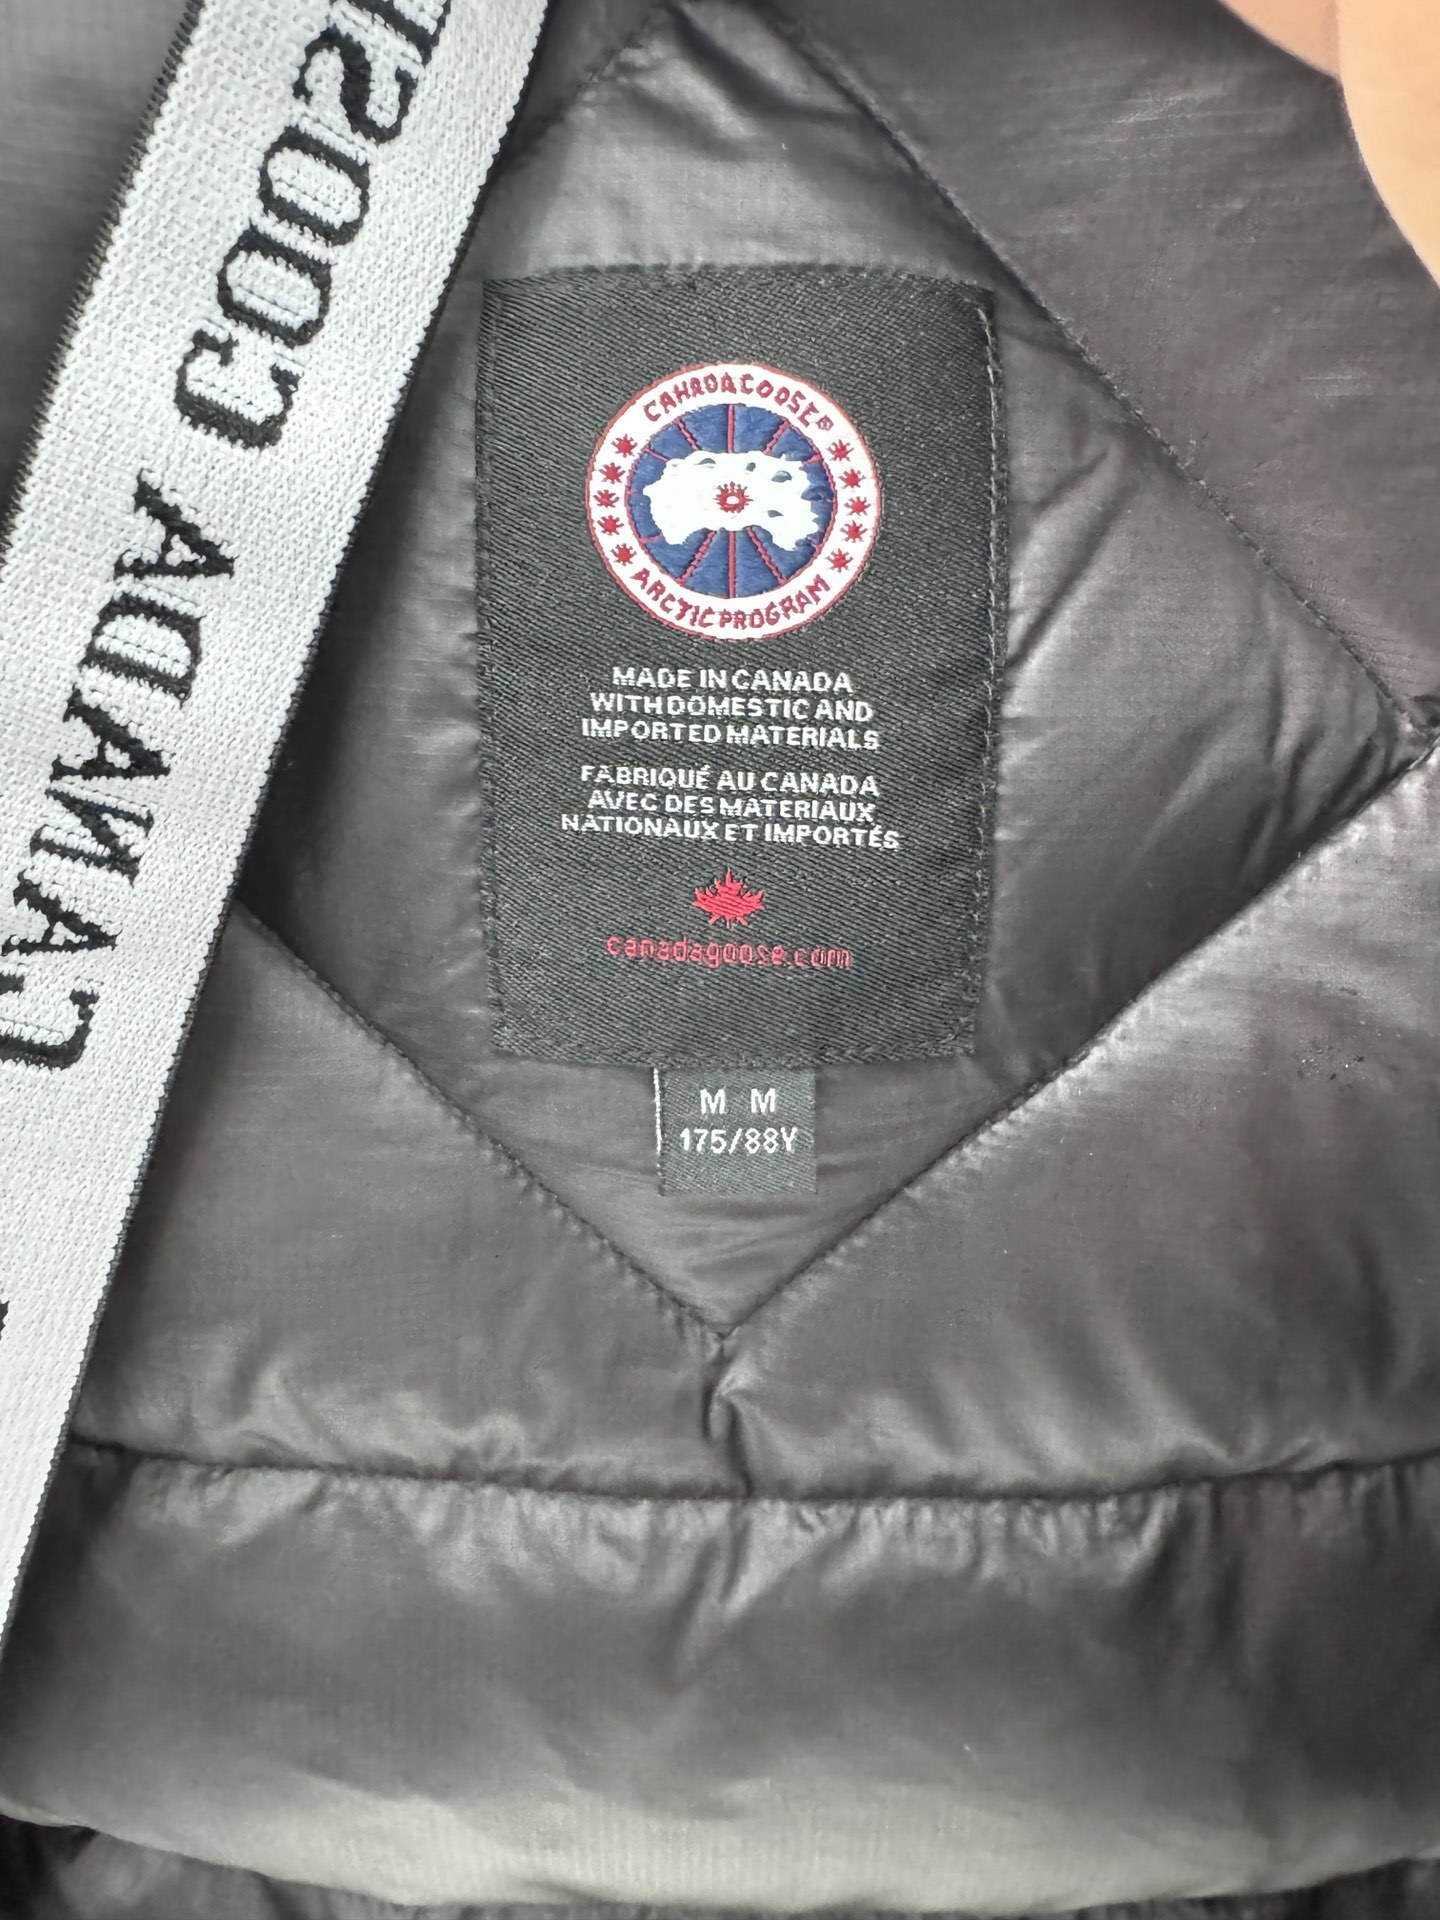 CANADA GOOSE
CANADA GOOSE®
ARCTIC PROGRAM
MADE IN CANADA
WITH DOMESTIC AND
IMPORTED MATERIALS
FABRIQUÉ AU CANADA
AVEC DES MATERIAUX
NATIONAUX ET IMPORTÉS
canadagoose.com
M M
175/88Y